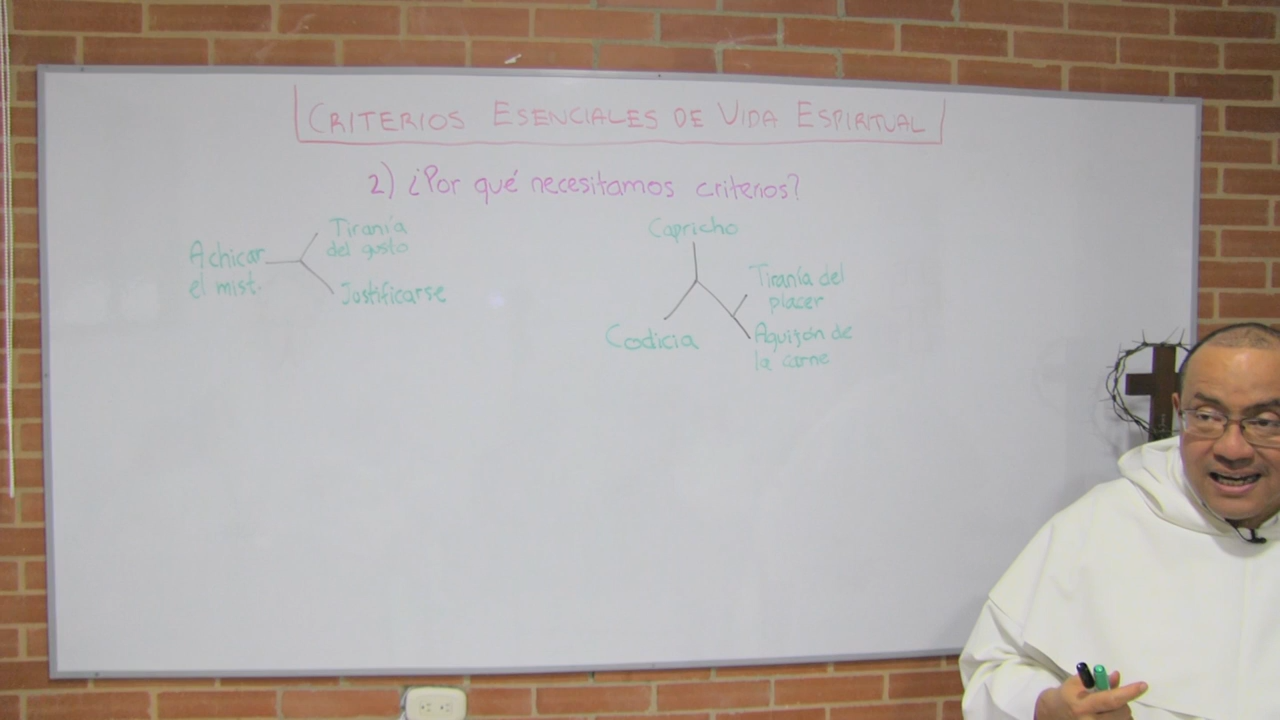 CRITERIOS ESENCIALES DE VIDA ESPIRITUAL
2) ¿Por qué necesitamos criterios?
Achicar
el mist.
Tiranía
del gusto
Justificarse
Capricho
Codicia
Tiranía del
placer
Aguijón de
la carne